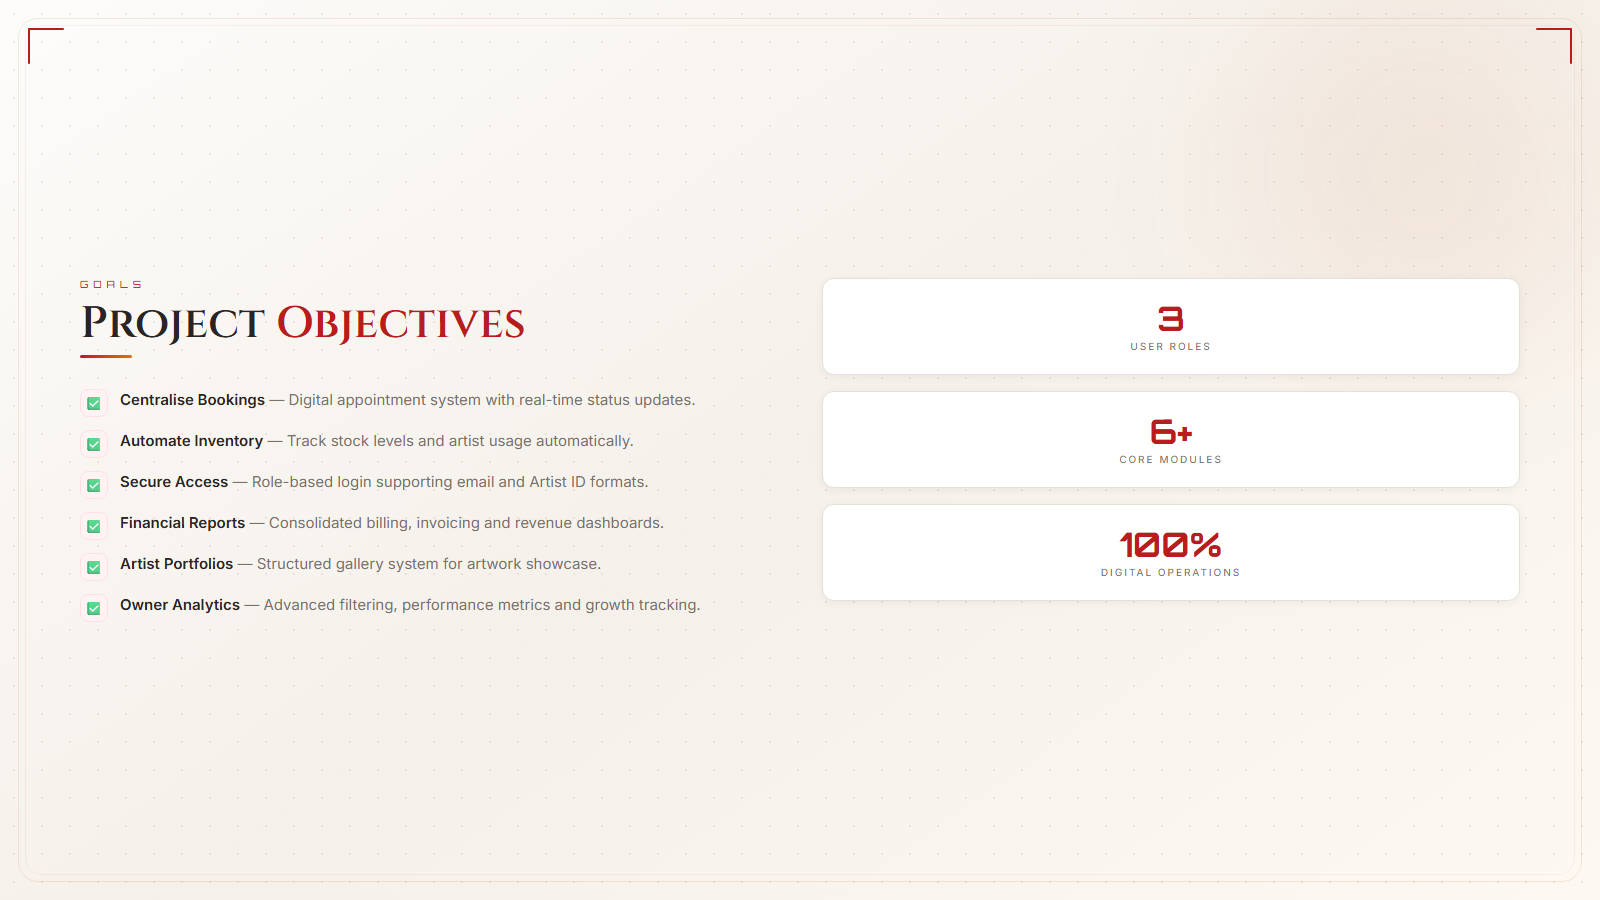 GOALS
Project Objectives
Centralise Bookings — Digital appointment system with real-time status updates.
Automate Inventory — Track stock levels and artist usage automatically.
Secure Access — Role-based login supporting email and Artist ID formats.
Financial Reports — Consolidated billing, invoicing and revenue dashboards.
Artist Portfolios — Structured gallery system for artwork showcase.
Owner Analytics — Advanced filtering, performance metrics and growth tracking.
3
USER ROLES
6+
CORE MODULES
100%
DIGITAL OPERATIONS